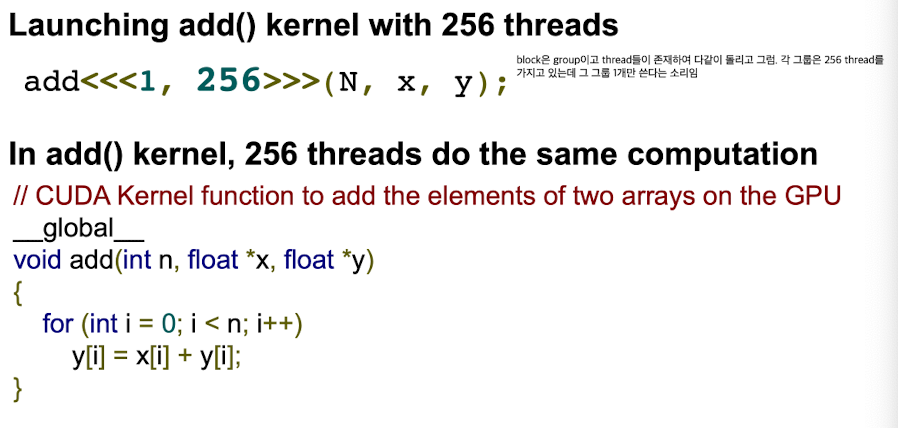 Launching add() kernel with 256 threads
add<<<1, 256>>>(N, x, y);
block은 group이고 thread들이 존재하여 다같이 돌리고 그럼. 각 그룹은 256 thread를
가지고 있는데 그 그룹 1개만 쓴다는 소리임
In add() kernel, 256 threads do the same computation
// CUDA Kernel function to add the elements of two arrays on the GPU
__global__
void add(int n, float *x, float *y)
{
for (int i = 0; i < n; i++)
y[i] = x[i] + y[i];
}